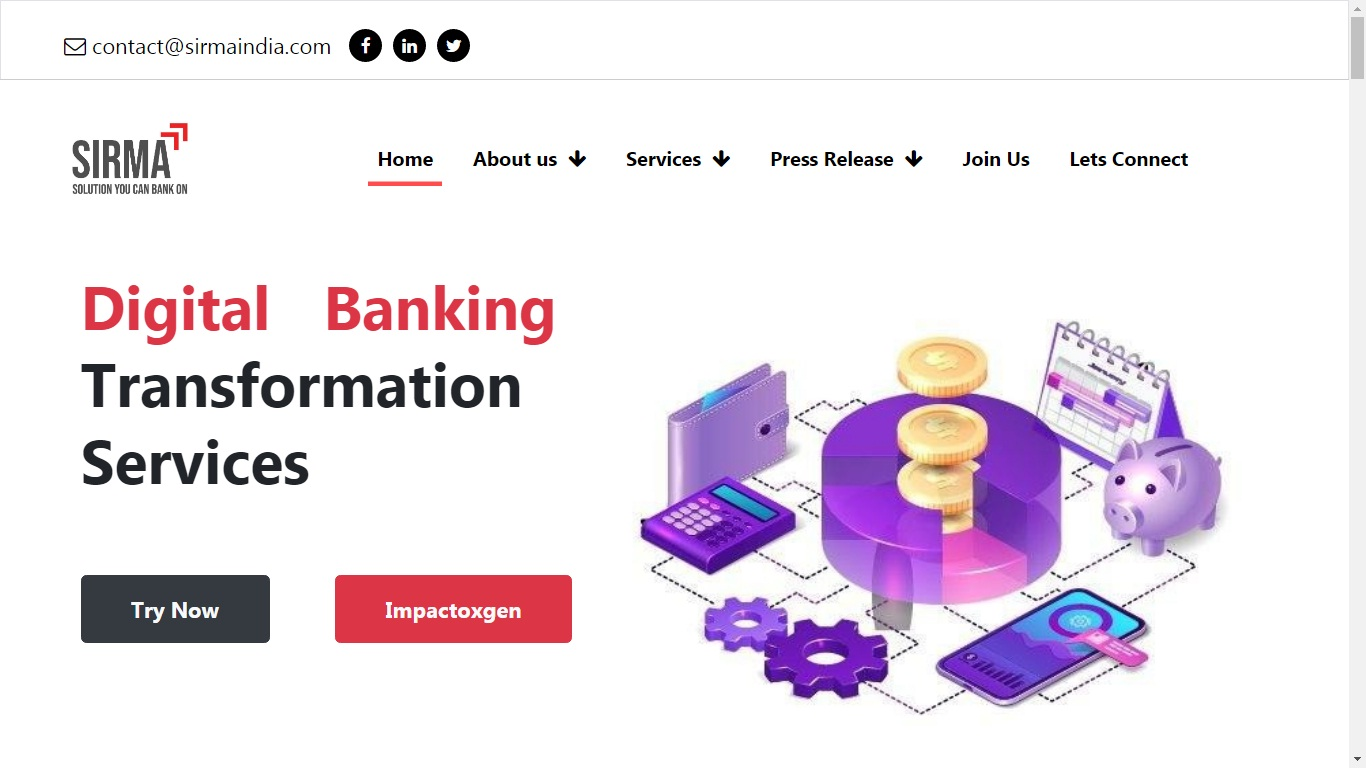 contact@sirmaindia.com
SIRMA
SOLUTION YOU CAN BANK ON
Home About us Services Press Release Join Us Lets Connect
Digital Banking
Transformation
Services
January
Try Now Impactoxgen